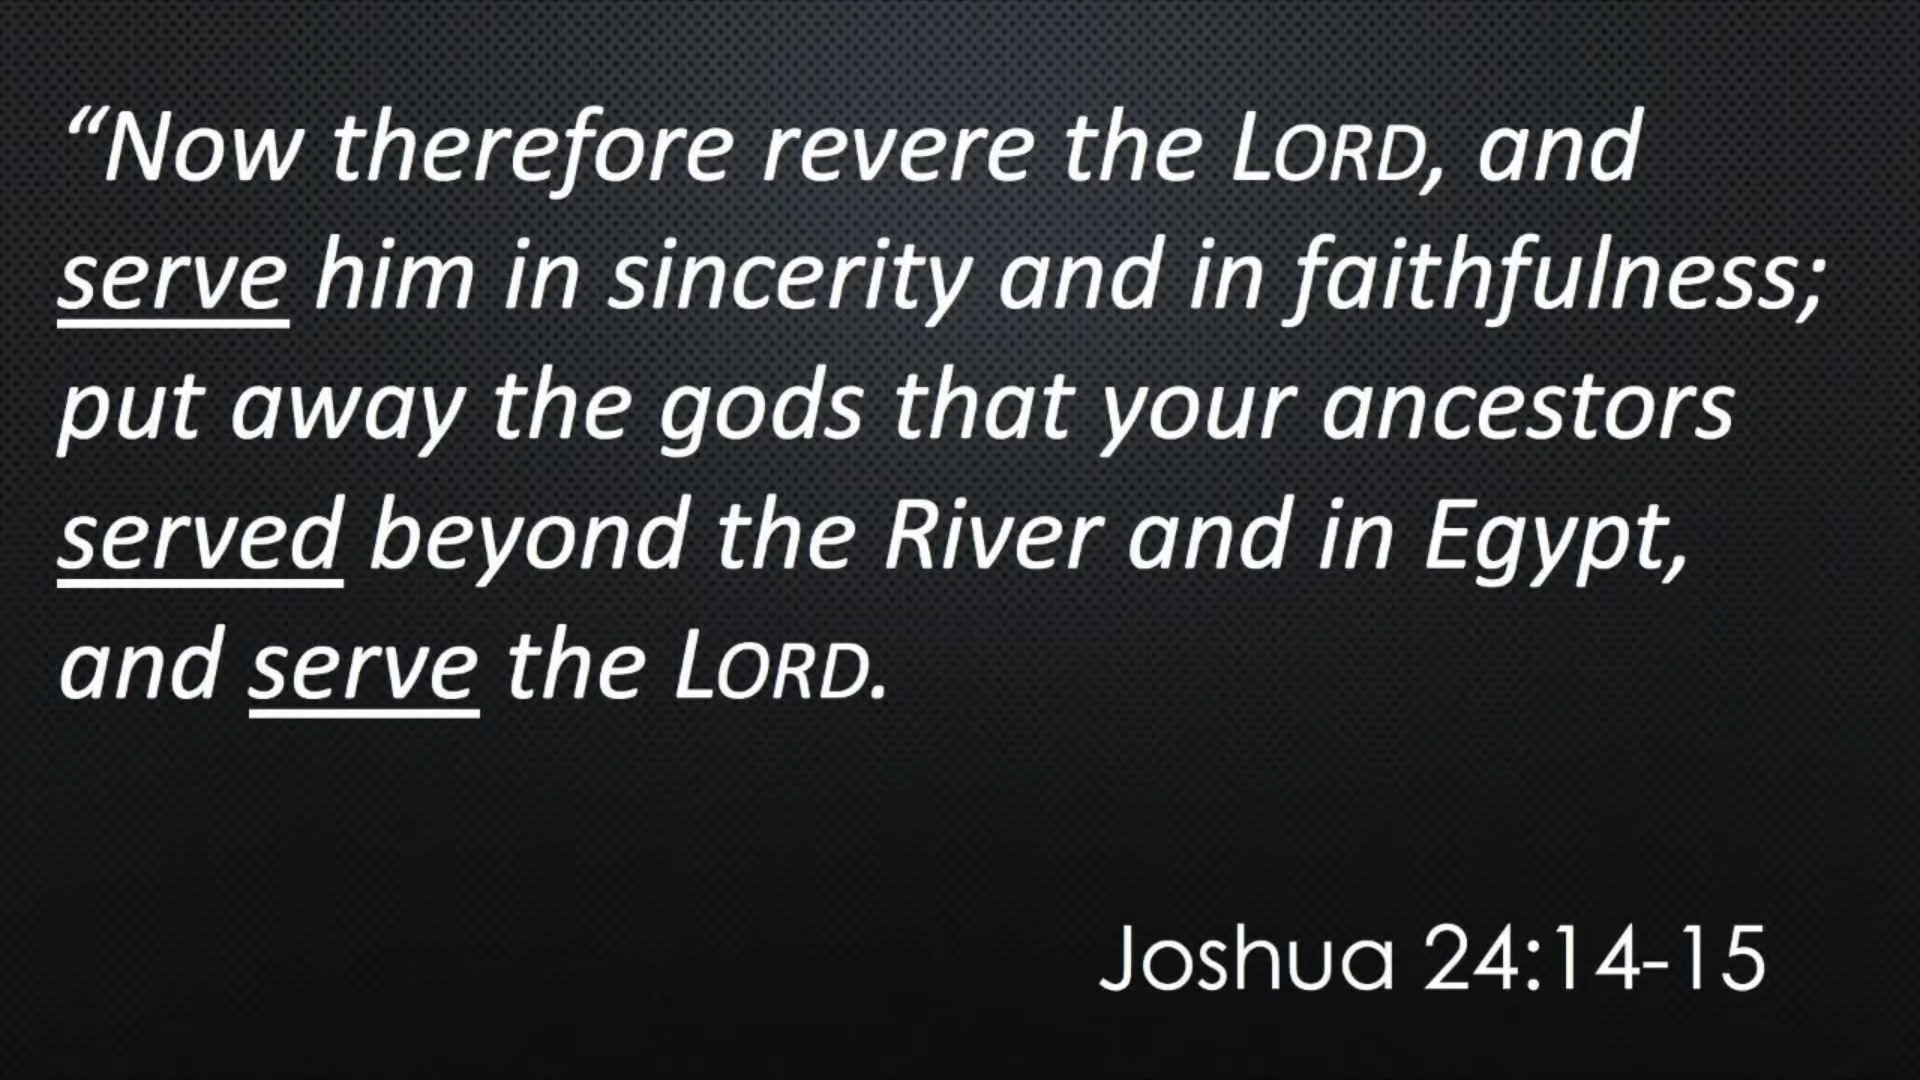 “Now therefore revere the LORD, and
serve him in sincerity and in faithfulness;
put away the gods that your ancestors
served beyond the River and in Egypt,
and serve the LORD.
Joshua 24:14-15